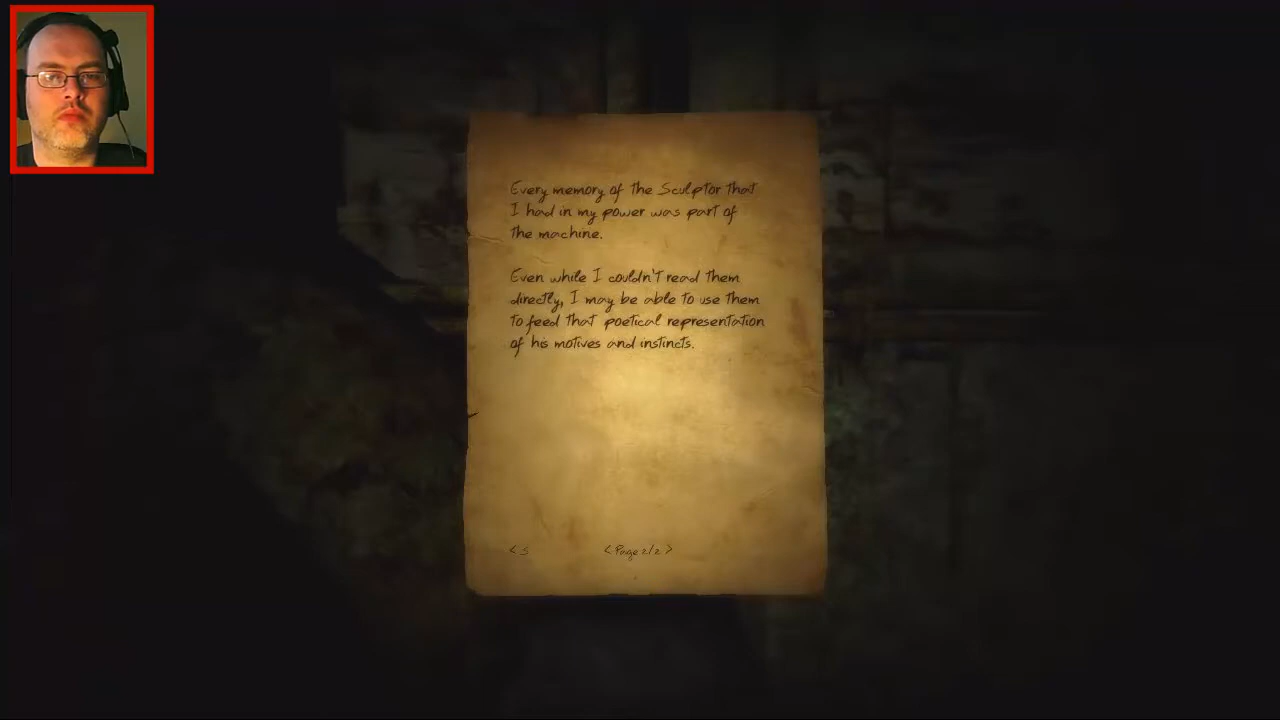 Every memory of the Sculptor that
I had in my power was part of
the machine.
Even while I couldn't read them
directly, I may be able to use them
to feed that poetical representation
of his motives and instincts.
<S
<Page 2/2>